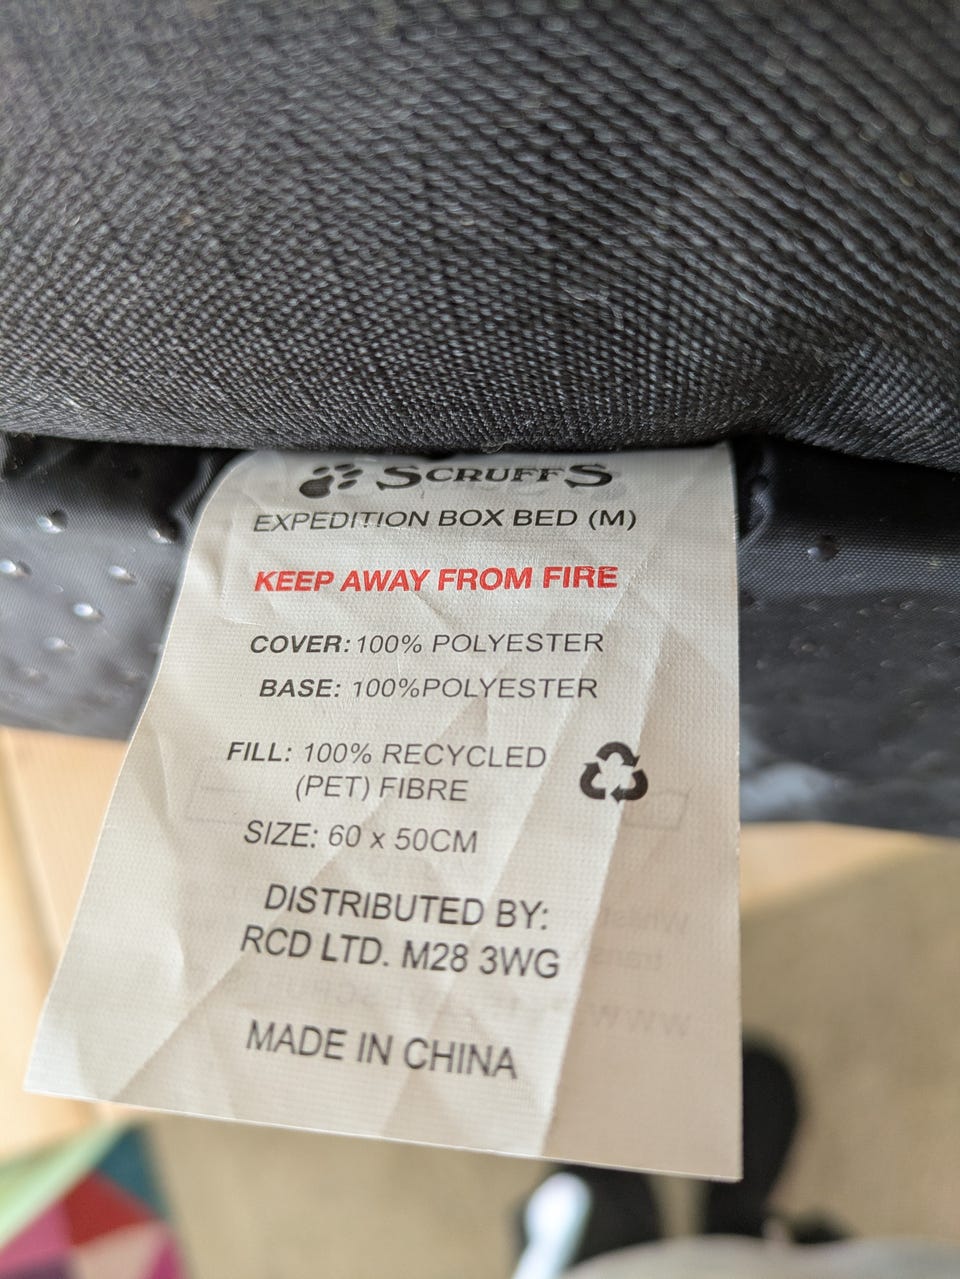 SCRUFFS
EXPEDITION BOX BED (M)
KEEP AWAY FROM FIRE
COVER: 100% POLYESTER
BASE: 100%POLYESTER
FILL: 100% RECYCLED
(PET) FIBRE
SIZE: 60 x 50CM
DISTRIBUTED BY:
RCD LTD. M28 3WG
MADE IN CHINA